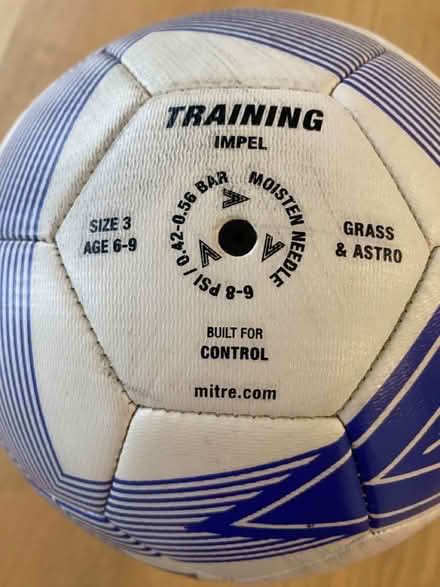 TRAINING
IMPEL
SIZE 3
AGE 6-9
6-8 PSI / 0.42-0.56 BAR MOISTEN NEEDLE
GRASS
& ASTRO
BUILT FOR
CONTROL
mitre.com